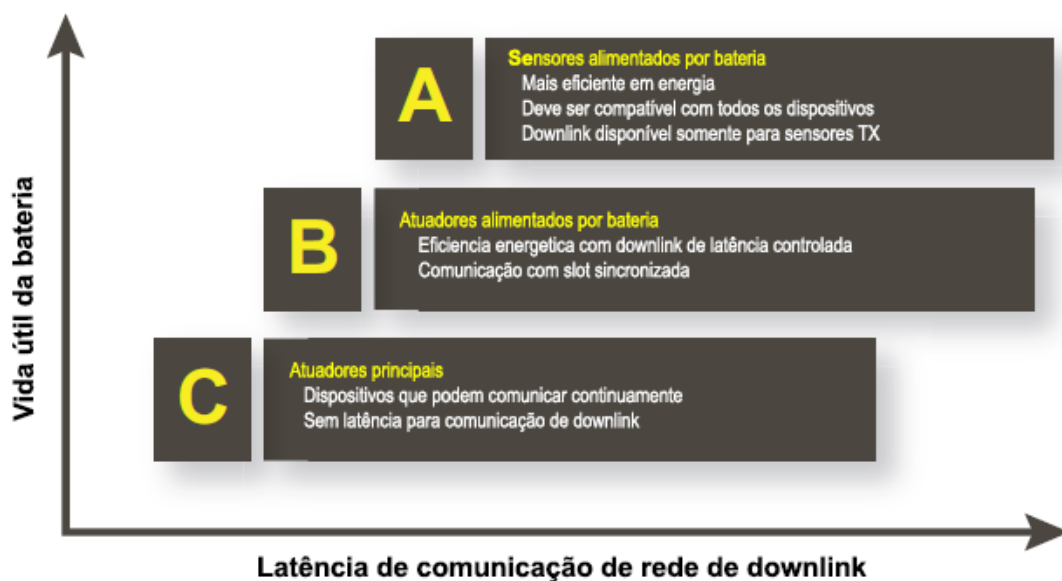 Vida útil da bateria
A
Sensores alimentados por bateria
Mais eficiente em energia
Deve ser compatível com todos os dispositivos
Downlink disponível somente para sensores TX
B
Atuadores alimentados por bateria
Eficiencia energetica com downlink de latência controlada
Comunicação com slot sincronizada
C
Atuadores principais
Dispositivos que podem comunicar continuamente
Sem latência para comunicação de downlink
Latência de comunicação de rede de downlink